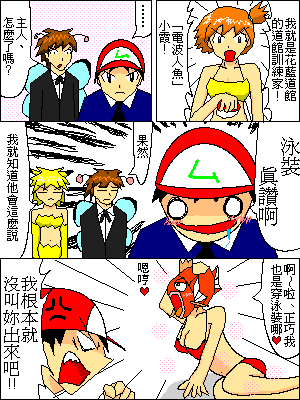 我就是花藍道館
的道館訓練家！
「電波人魚」
小霞！
⋯⋯
主人、
怎麼了嗎？
泳裝
真讚啊
ム
果然
我就知道他會這麼說
啊～啦、正巧我
也是穿泳裝哪♥
嗯哼♥
我根本就
沒叫妳出來吧!!